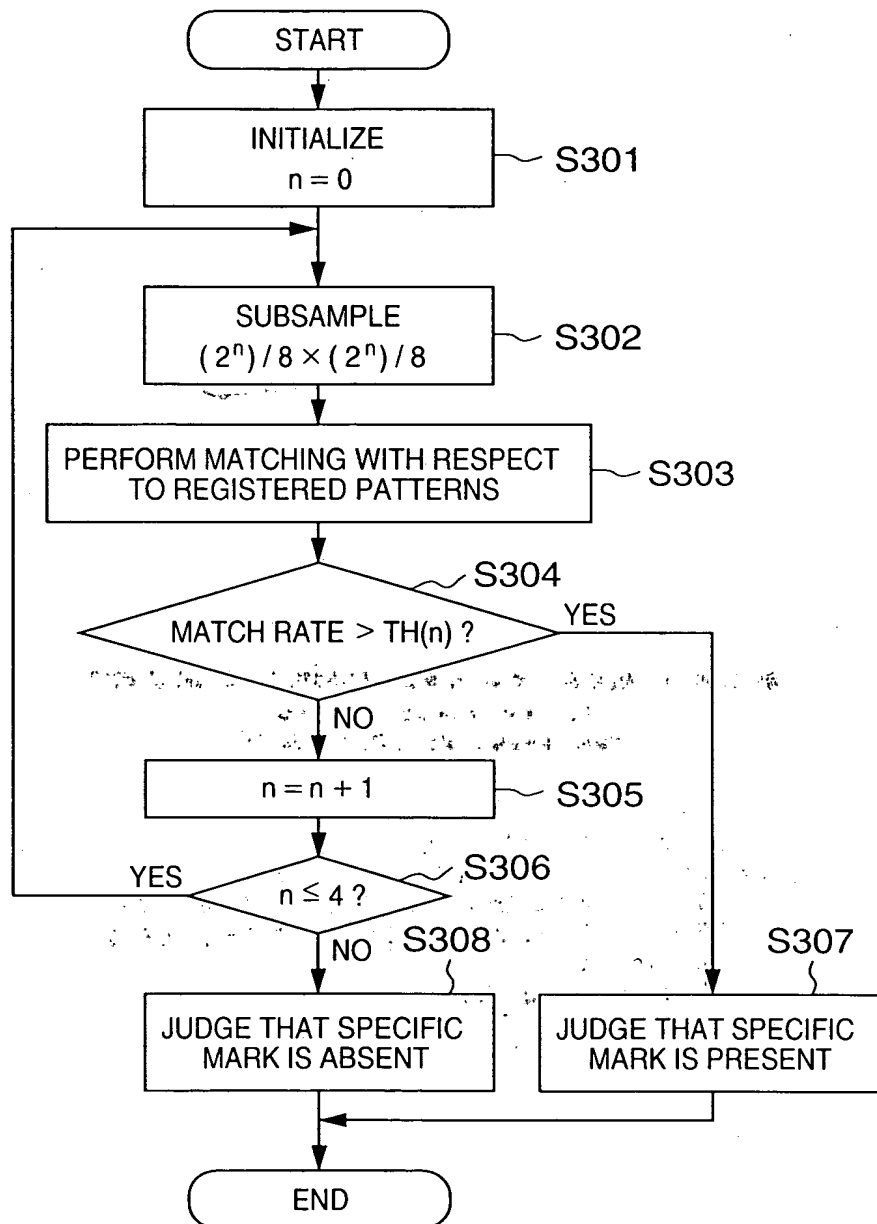 START
INITIALIZE
n = 0
S301
SUBSAMPLE
(2ⁿ) / 8 × (2ⁿ) / 8
S302
PERFORM MATCHING WITH RESPECT
TO REGISTERED PATTERNS
S303
S304
MATCH RATE > TH(n) ?
YES
NO
n = n + 1
S305
S306
YES
n ≤ 4 ?
NO
S308
S307
JUDGE THAT SPECIFIC
MARK IS ABSENT
JUDGE THAT SPECIFIC
MARK IS PRESENT
END